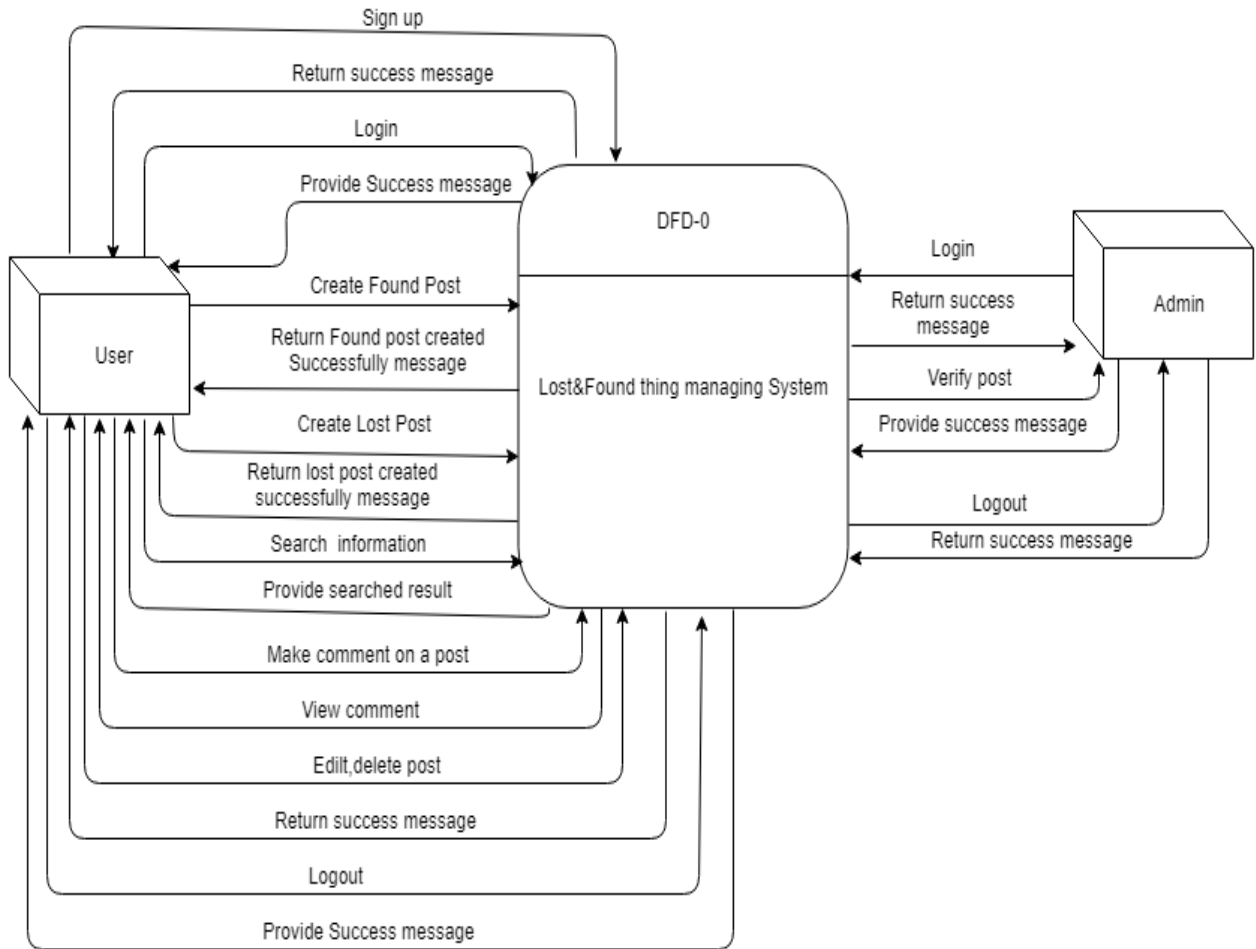 Sign up
Return success message
Login
Provide Success message
DFD-0
Create Found Post
Return Found post created
Successfully message
User
Lost&Found thing managing System
Create Lost Post
Return lost post created
successfully message
Search information
Provide searched result
Make comment on a post
View comment
Edilt,delete post
Return success message
Logout
Provide Success message
Login
Return success
message
Admin
Verify post
Provide success message
Logout
Return success message